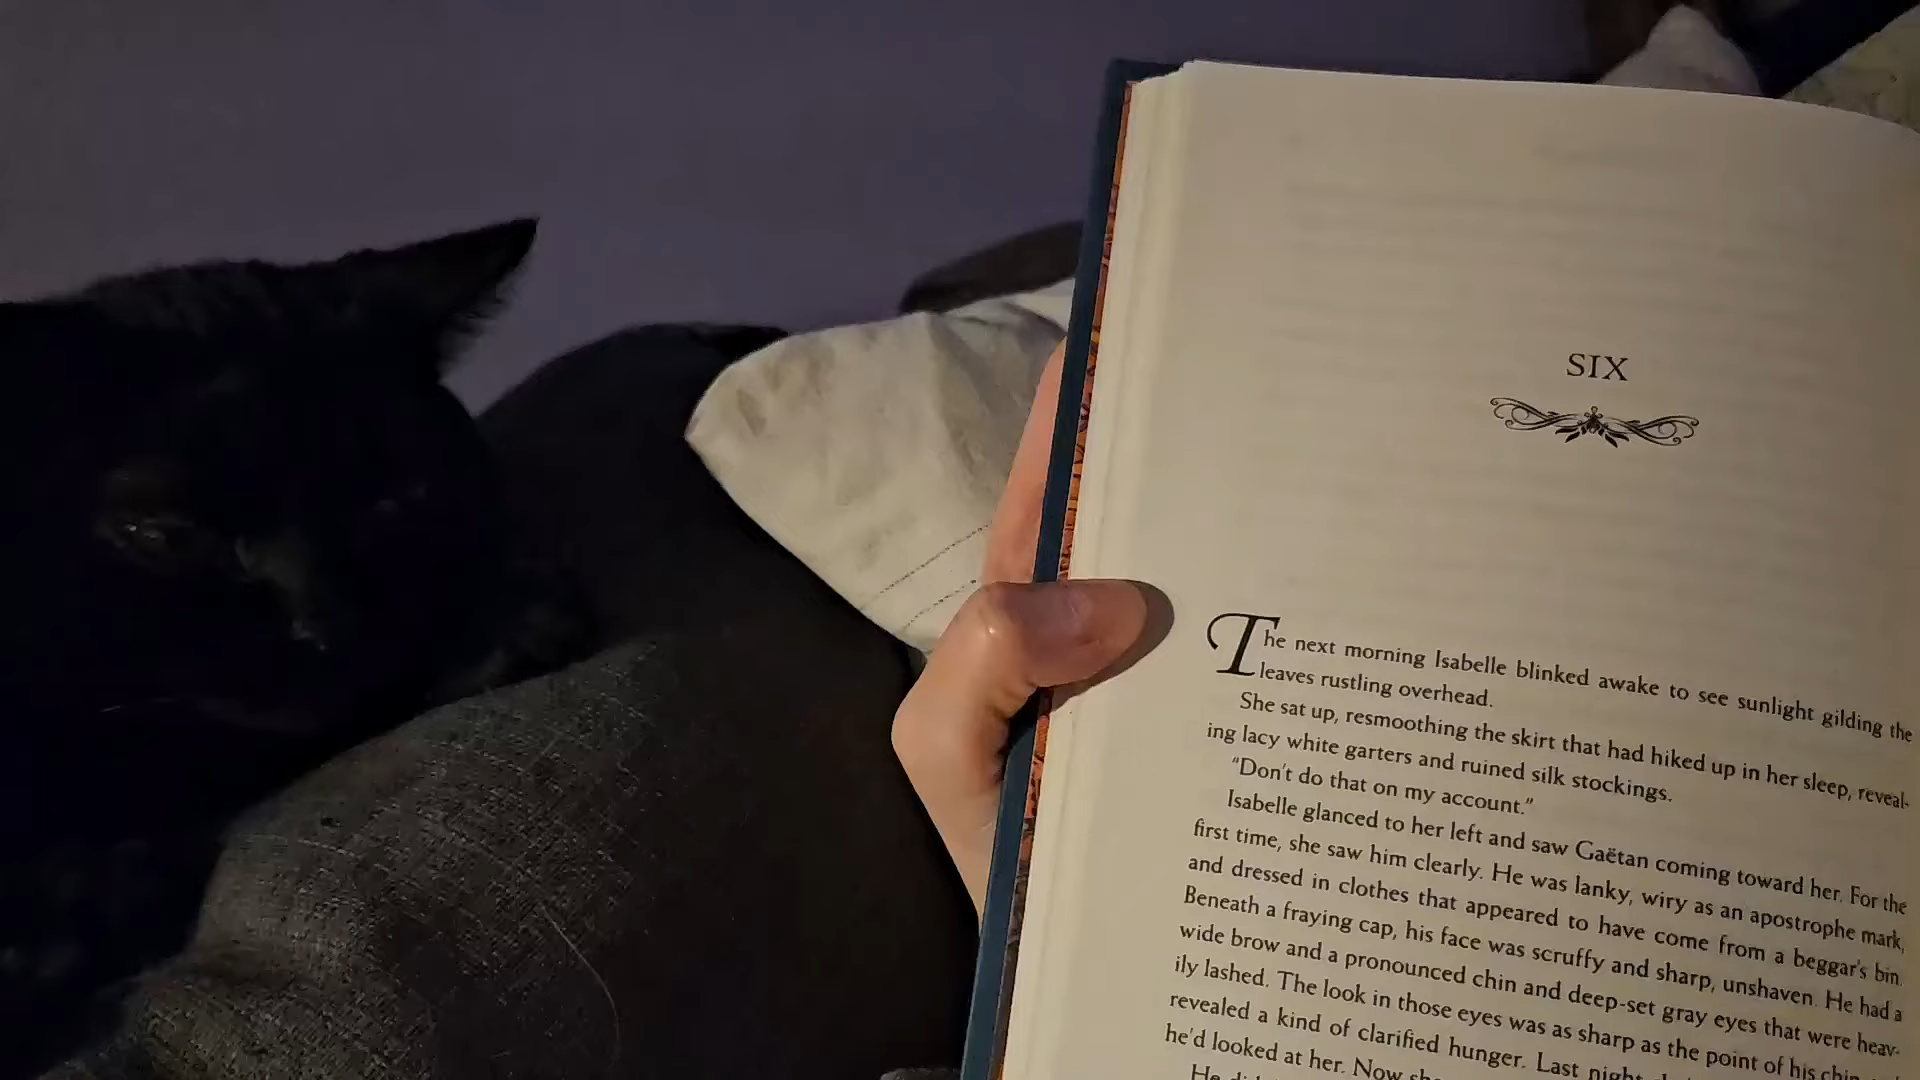 SIX
The next morning Isabelle blinked awake to see sunlight gilding the
leaves rustling overhead.
She sat up, resmoothing the skirt that had hiked up in her sleep, reveal-
ing lacy white garters and ruined silk stockings.
“Don’t do that on my account.”
Isabelle glanced to her left and saw Gaëtan coming toward her. For the
first time, she saw him clearly. He was lanky, wiry as an apostrophe mark,
and dressed in clothes that appeared to have come from a beggar’s bin.
Beneath a fraying cap, his face was scruffy and sharp, unshaven. He had a
wide brow and a pronounced chin and deep-set gray eyes that were heav-
ily lashed. The look in those eyes was as sharp as the point of his chin
revealed a kind of clarified hunger. Last night
he’d looked at her. Now
He